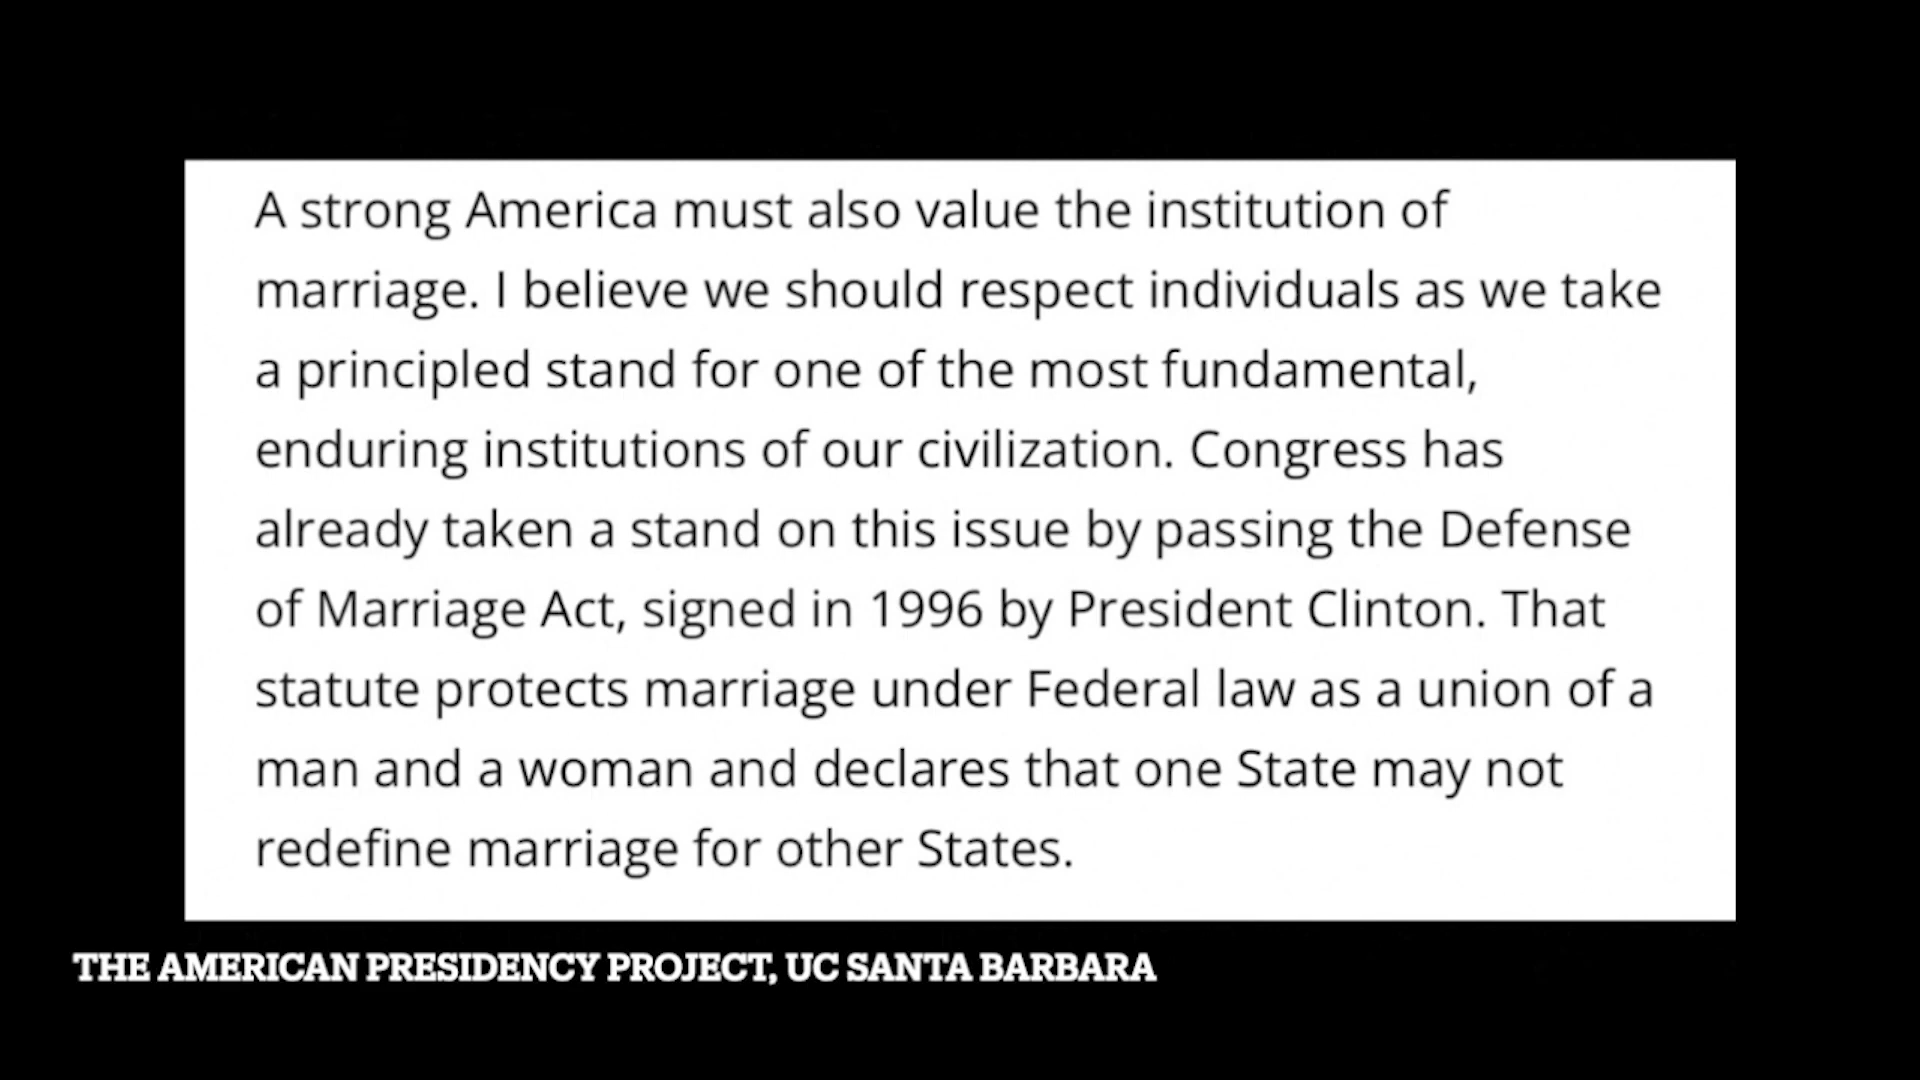 A strong America must also value the institution of
marriage. I believe we should respect individuals as we take
a principled stand for one of the most fundamental,
enduring institutions of our civilization. Congress has
already taken a stand on this issue by passing the Defense
of Marriage Act, signed in 1996 by President Clinton. That
statute protects marriage under Federal law as a union of a
man and a woman and declares that one State may not
redefine marriage for other States.
THE AMERICAN PRESIDENCY PROJECT, UC SANTA BARBARA